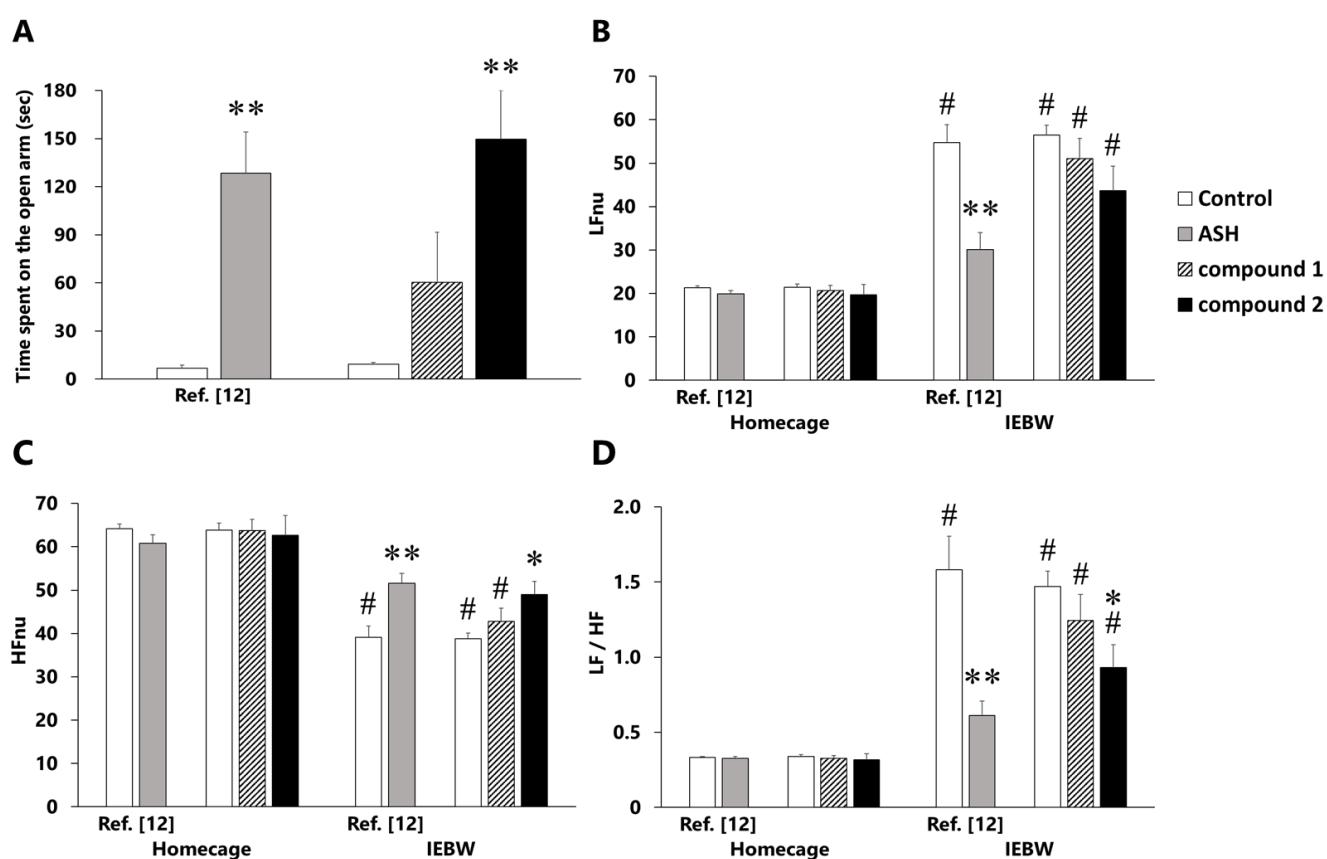 A
Time spent on the open arm (sec)
180
150
120
90
60
30
0
**
**
Ref. [12]
B
LFnu
70
60
50
40
30
20
10
0
#
**
#
#
#
Ref. [12]
Ref. [12]
Homecage
IEBW
Control
ASH
compound 1
compound 2
C
HFnu
70
60
50
40
30
20
10
0
#
**
#
#
*
Ref. [12]
Ref. [12]
Homecage
IEBW
D
LF / HF
2.0
1.5
1.0
0.5
0
#
**
#
#
*
#
Ref. [12]
Ref. [12]
Homecage
IEBW